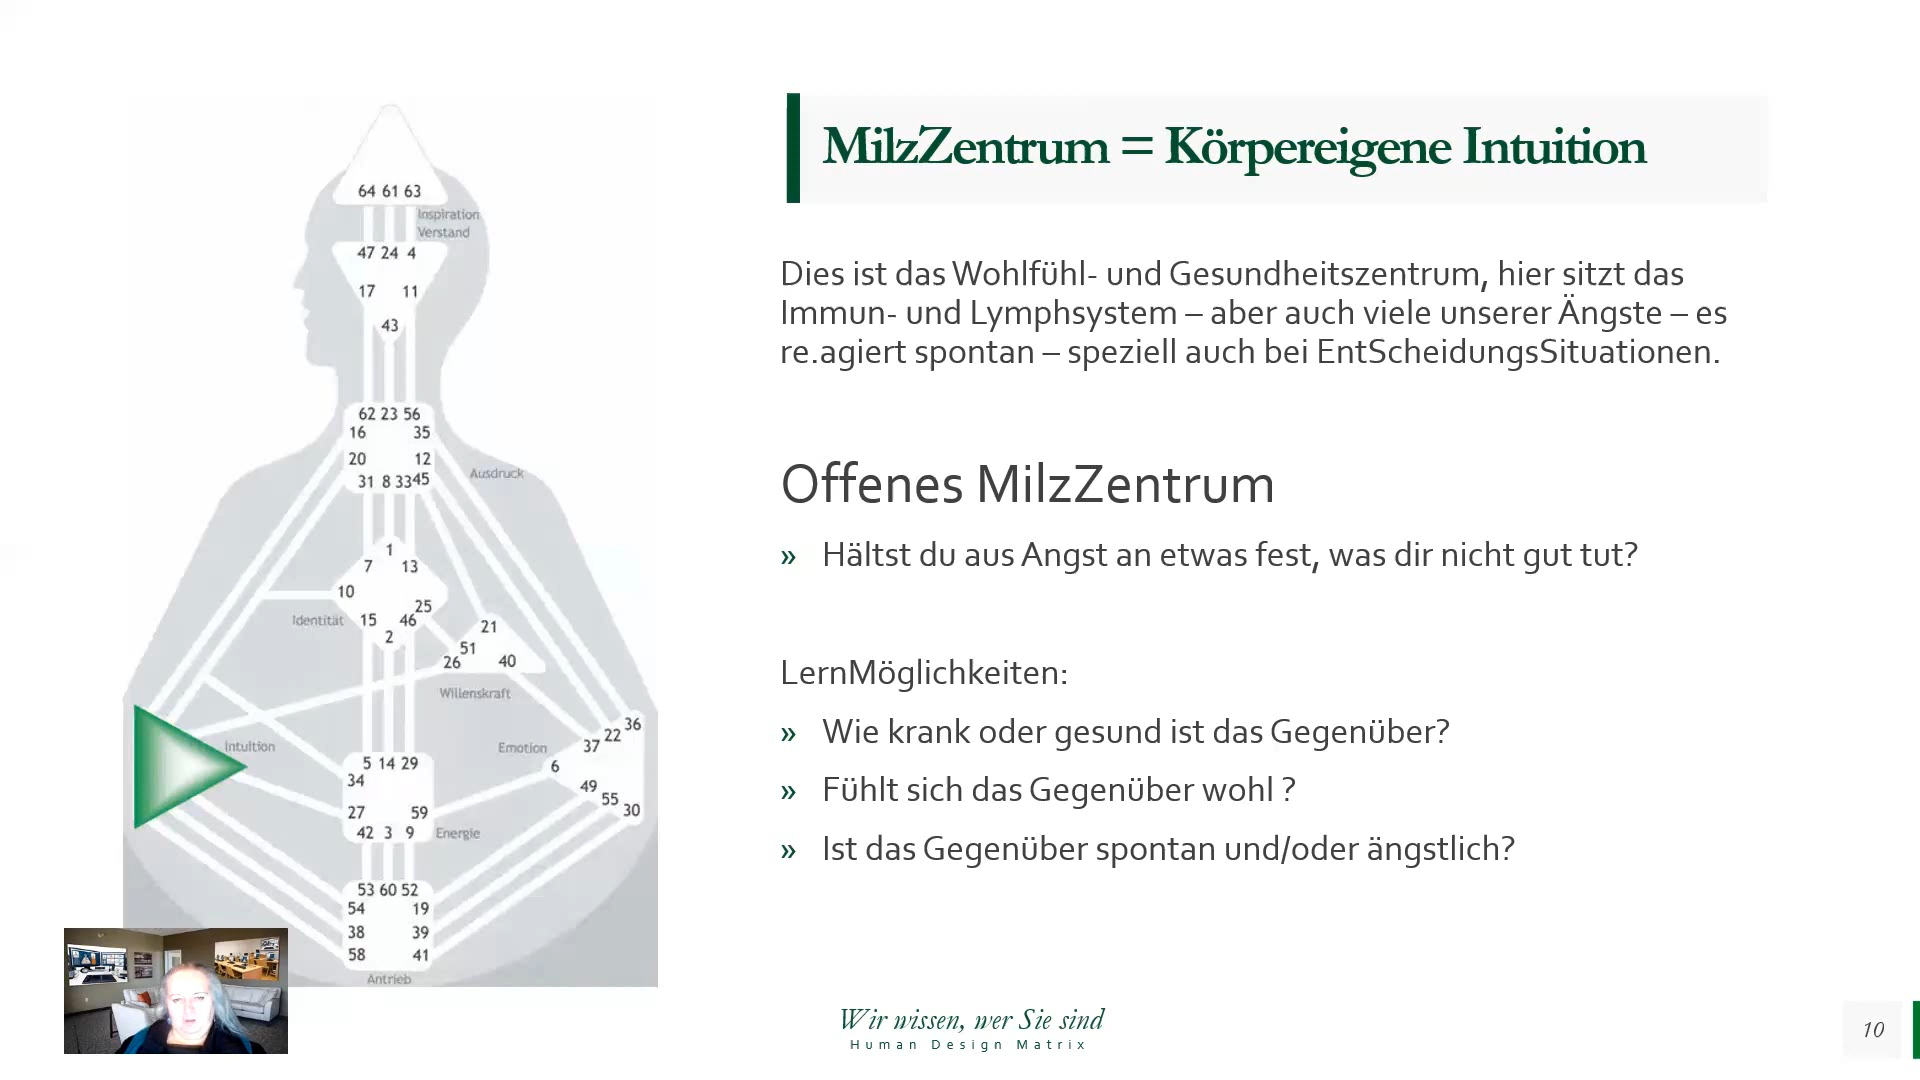 64 61 63
Inspiration
Verstand
47 24 4
17 11
43
62 23 56
16 35
20 12
31 8 33 45
Ausdruck
1
7 13
10
25
Identität 15 46
2
21
51
26 40
Willenskraft
Intuition
Emotion
36
22
37
6
49
55
30
5 14 29
34
27 59
42 3 9
Energie
53 60 52
54 19
38 39
58 41
Antrieb
MilzZentrum = Körpereigene Intuition
Dies ist das Wohlfühl- und Gesundheitszentrum, hier sitzt das
Immun- und Lymphsystem – aber auch viele unserer Ängste – es
re.agiert spontan – speziell auch bei EntScheidungsSituationen.
Offenes MilzZentrum
» Hältst du aus Angst an etwas fest, was dir nicht gut tut?
LernMöglichkeiten:
» Wie krank oder gesund ist das Gegenüber?
» Fühlt sich das Gegenüber wohl ?
» Ist das Gegenüber spontan und/oder ängstlich?
Wir wissen, wer Sie sind
Human Design Matrix
10